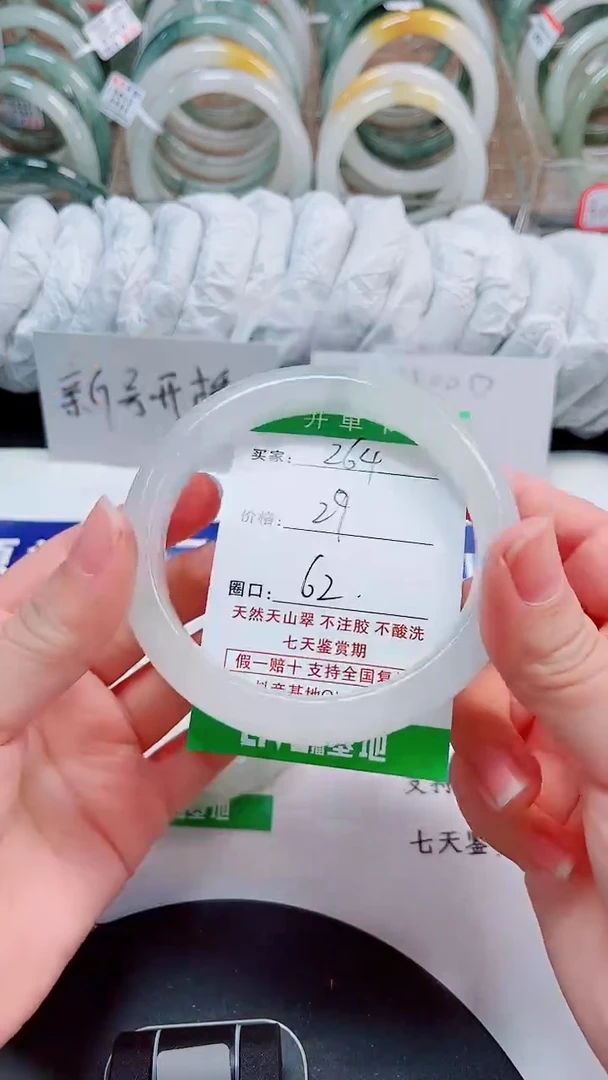 新号开播
开单
买家: 264
价格: 29
圈口: 62.
天然天山翠 不注胶 不酸洗
七天鉴赏期
假一赔十 支持全国复
基地
七天鉴